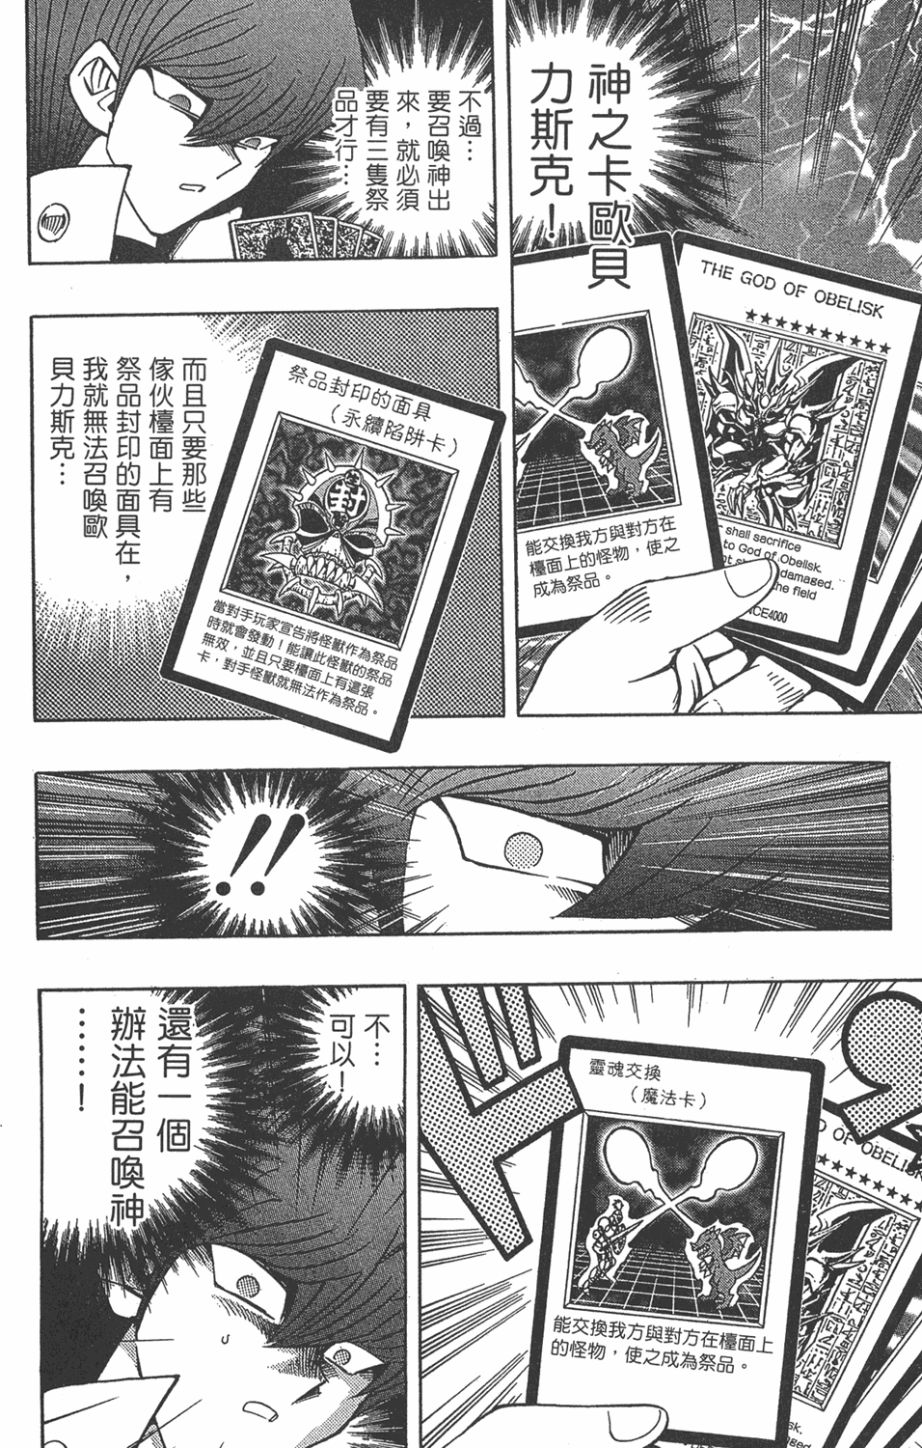 神之卡歐貝
力斯克！
THE GOD OF OBELISK
★★★★★★★★★★
shall sacrifice
to God of Obelisk.
damaged.
the field
4000
能交換我方與對方在
檯面上的怪物，使之
成為祭品。
不過…
要召喚神出
來，就必須
要有三隻祭
品才行…
祭品封印的面具
（永續陷阱卡）
封
當對手玩家宣告將怪獸作為祭品
時就會發動！能讓此怪獸的祭品
無效，並且只要檯面上有這張
卡，對手怪獸就無法作為祭品。
而且只要那些
傢伙檯面上有
祭品封印的面具在，
我就無法召喚歐
貝力斯克…
！！
靈魂交換
（魔法卡）
能交換我方與對方在檯面上
的怪物，使之成為祭品。
OF OBELI
★★★★★★
不…
可以！
還有一個
辦法能召喚神
……！